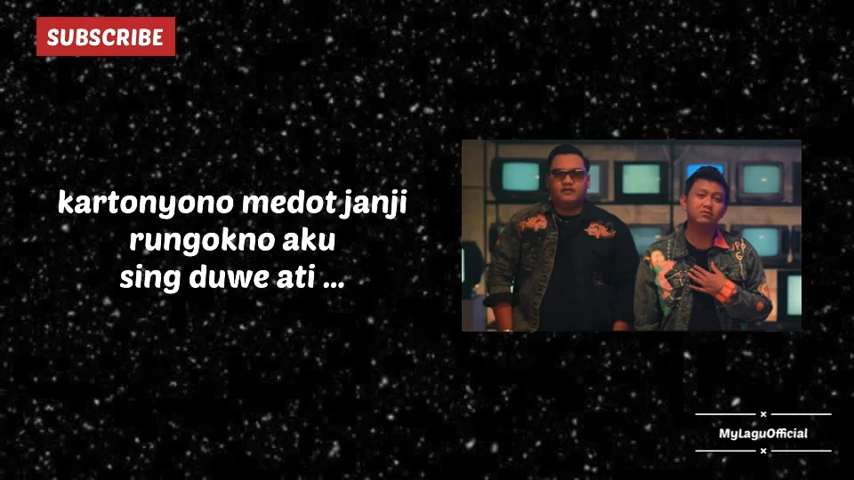 SUBSCRIBE
kartonyono medot janji
rungokno aku
sing duwe ati ...
MyLaguOfficial